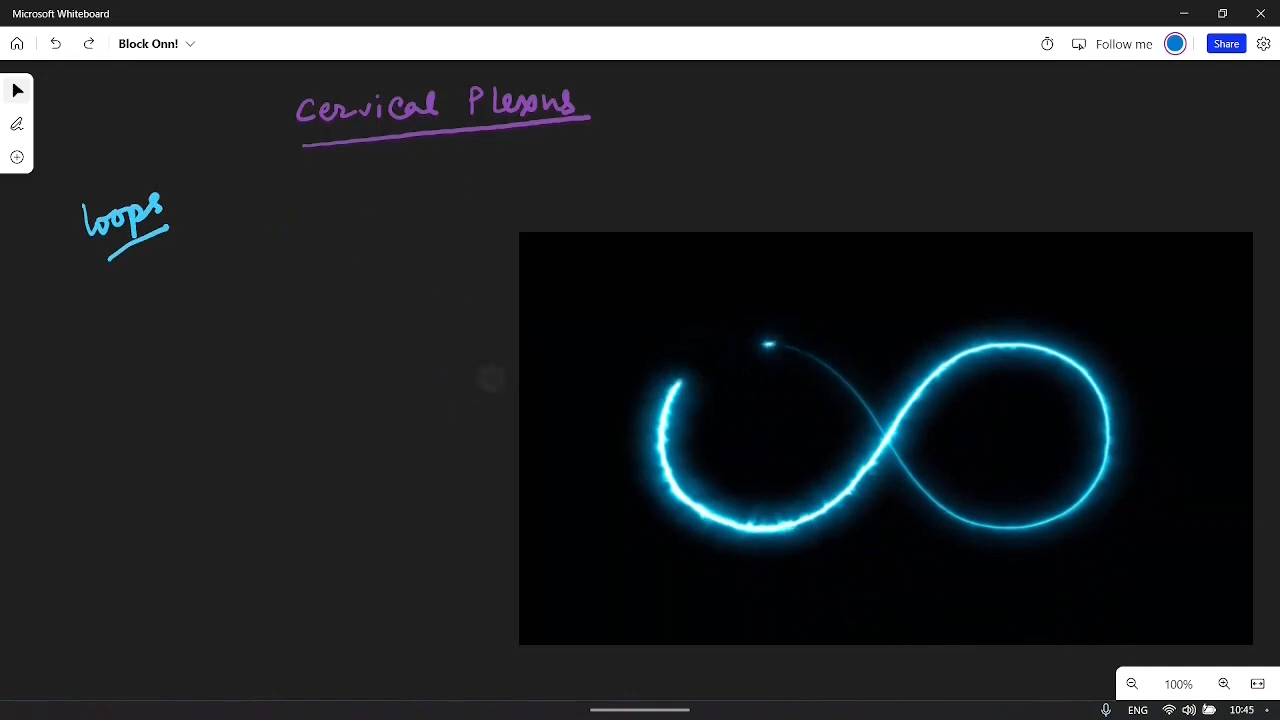 Microsoft Whiteboard
Block Onn!
Follow me
Share
Cervical Plexus
Loops
100%
ENG
10:45